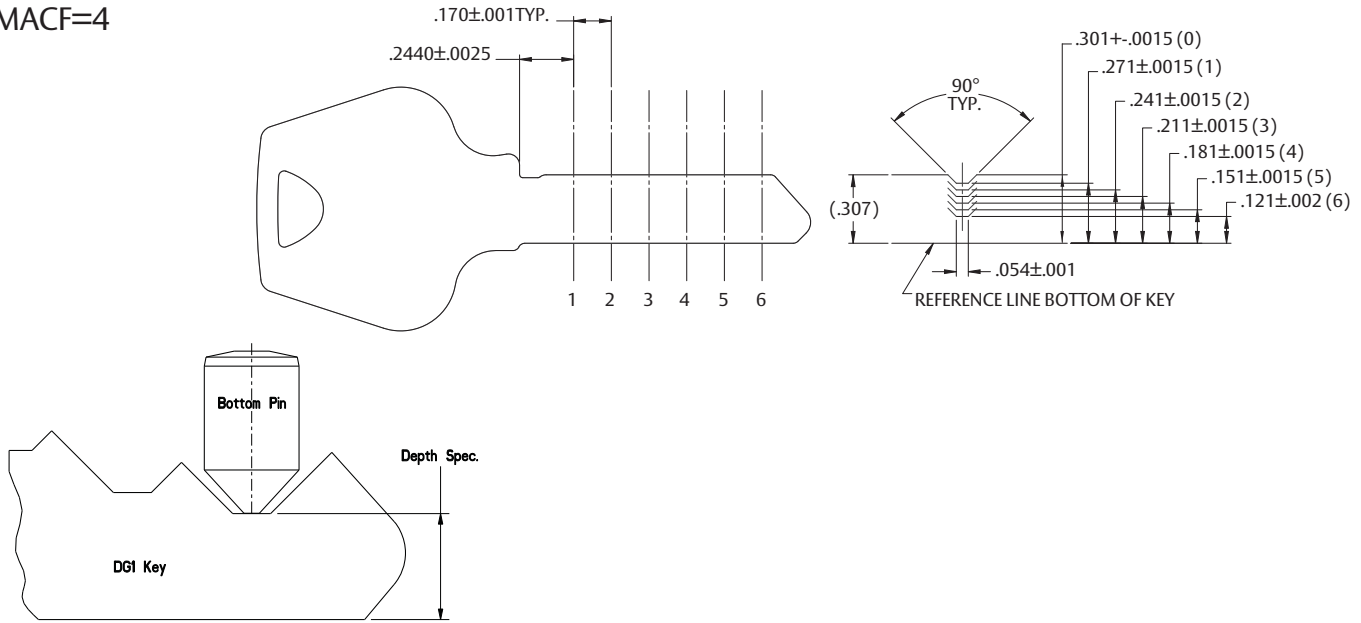 MACF=4
.170±.001TYP.
.2440±.0025
1 2 3 4 5 6
90°
TYP.
.301+-.0015 (0)
.271±.0015 (1)
.241±.0015 (2)
.211±.0015 (3)
.181±.0015 (4)
.151±.0015 (5)
.121±.002 (6)
(.307)
.054±.001
REFERENCE LINE BOTTOM OF KEY
Bottom Pin
Depth Spec.
DG1 Key